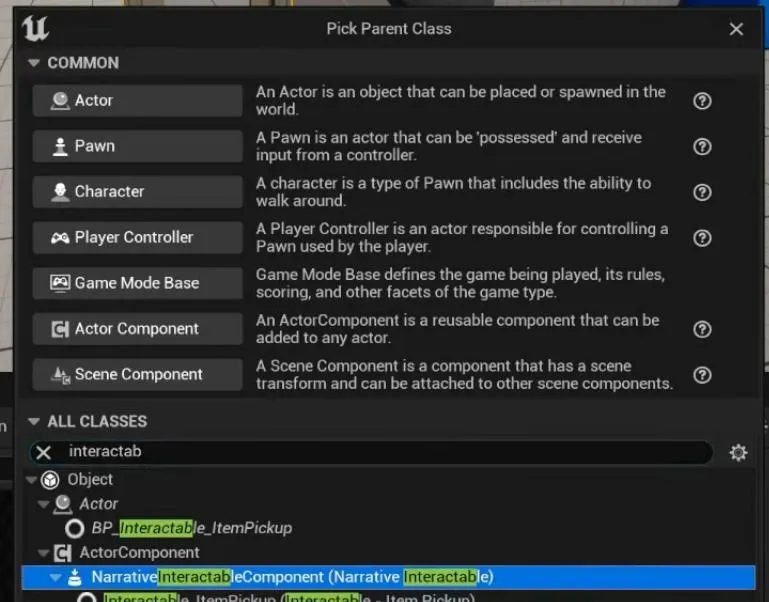 Pick Parent Class
COMMON
Actor
An Actor is an object that can be placed or spawned in the
world.
Pawn
A Pawn is an actor that can be 'possessed' and receive
input from a controller.
Character
A character is a type of Pawn that includes the ability to
walk around.
Player Controller
A Player Controller is an actor responsible for controlling a
Pawn used by the player.
Game Mode Base
Game Mode Base defines the game being played, its rules,
scoring, and other facets of the game type.
Actor Component
An ActorComponent is a reusable component that can be
added to any actor.
Scene Component
A Scene Component is a component that has a scene
transform and can be attached to other scene components.
ALL CLASSES
interactab
Object
Actor
BP_Interactable_ItemPickup
ActorComponent
NarrativeInteractableComponent (Narrative Interactable)
Interactable_ItemPickup (Interactable - Item Pickup)